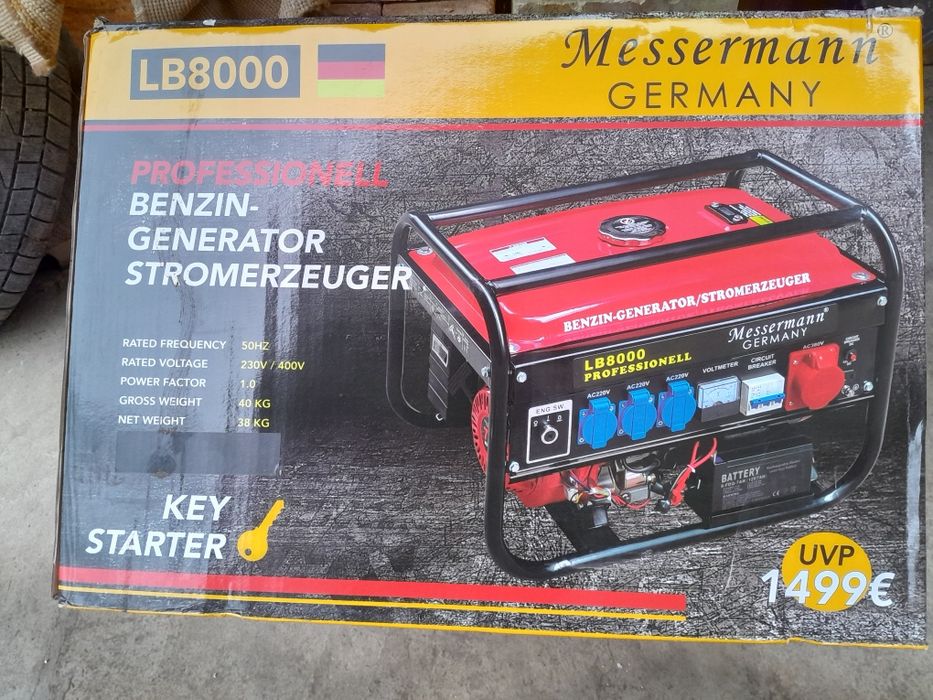 LB8000
Messermann®
GERMANY
PROFESSIONELL
BENZIN-
GENERATOR
STROMERZEUGER
RATED FREQUENCY 50HZ
RATED VOLTAGE 230V / 400V
POWER FACTOR 1.0
GROSS WEIGHT 40 KG
NET WEIGHT 38 KG
KEY
STARTER
BENZIN-GENERATOR/STROMERZEUGER
Messermann®
GERMANY
LB8000
PROFESSIONELL
AC220V
AC220V
AC220V
VOLTMETER
CIRCUIT
BREAKER
AC380V
ENG SW.
BATTERY
UVP
1499€